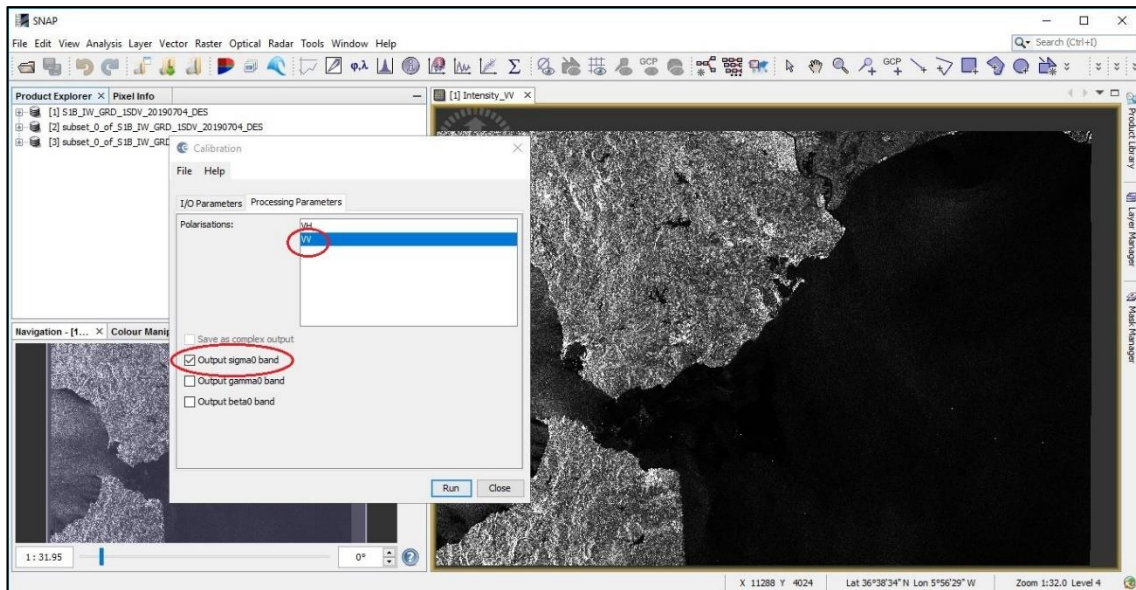 SNAP
File Edit View Analysis Layer Vector Raster Optical Radar Tools Window Help
Search (Ctrl+I)
φ,λ Σ GCP GCP
Product Explorer × Pixel Info
[1] S1B_IW_GRD_1SDV_20190704_DES
[2] subset_0_of_S1B_IW_GRD_1SDV_20190704_DES
[3] subset_0_of_S1B_IW_GRD
[1] Intensity_VV ×
Calibration
File Help
I/O Parameters Processing Parameters
Polarisations:
VH
VV
Save as complex output
Output sigma0 band
Output gamma0 band
Output beta0 band
Run Close
Navigation - [1... × Colour Manip
1 : 31.95
0°
Product Library
Layer Manager
Mask Manager
X 11288 Y 4024 Lat 36°38'34" N Lon 5°56'29" W Zoom 1:32.0 Level 4